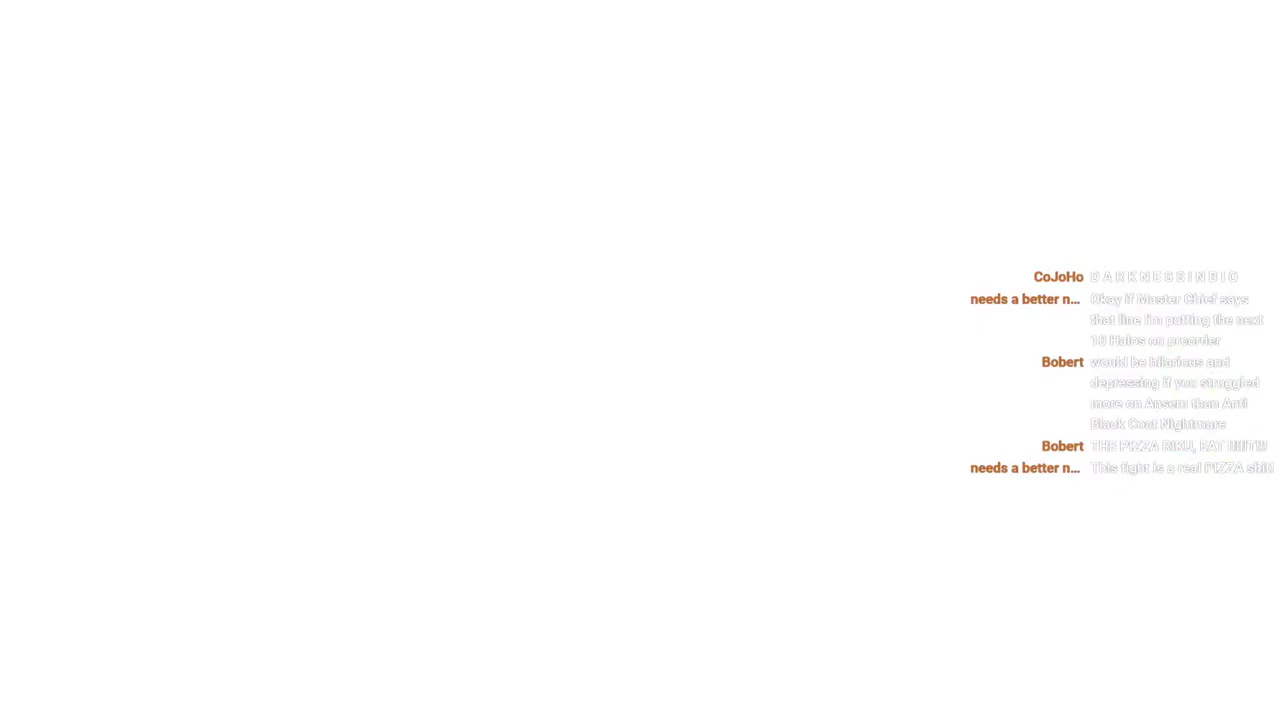 CoJoHo D A R K N E S S I N B I O
needs a better n... Okay if Master Chief says
that line I'm putting the next
10 Halos on preorder
Bobert would be hilarious and
depressing if you struggled
more on Ansem than Anti
Black Coat Nightmare
Bobert THE PIZZA RIKU, EAT
needs a better n... This fight is a real PIZZA shit!